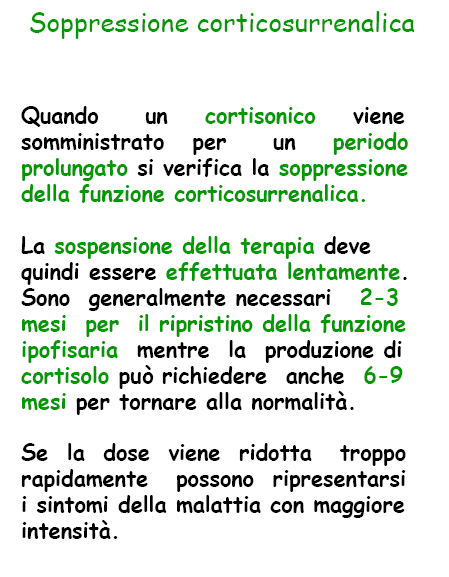 Soppressione corticosurrenalica
Quando un cortisonico viene
somministrato per un periodo
prolungato si verifica la soppressione
della funzione corticosurrenalica.
La sospensione della terapia deve
quindi essere effettuata lentamente.
Sono generalmente necessari 2-3
mesi per il ripristino della funzione
ipofisaria mentre la produzione di
cortisolo può richiedere anche 6-9
mesi per tornare alla normalità.
Se la dose viene ridotta troppo
rapidamente possono ripresentarsi
i sintomi della malattia con maggiore
intensità.